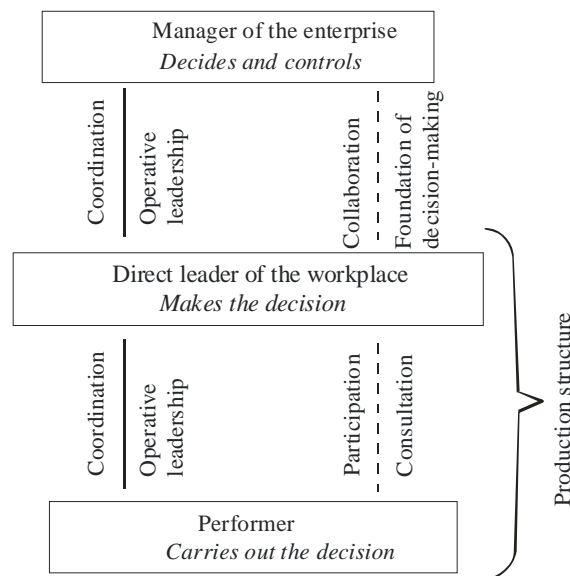 Manager of the enterprise
Decides and controls
Coordination
Operative
leadership
Collaboration
Foundation of
decision-making
Direct leader of the workplace
Makes the decision
Coordination
Operative
leadership
Participation
Consultation
Performer
Carries out the decision
Production structure